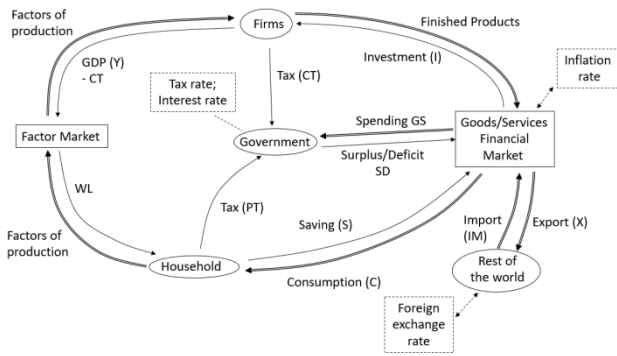 Factors of
production
Firms
Finished Products
GDP (Y)
- CT
Investment (I)
Tax rate;
Interest rate
Tax (CT)
Inflation
rate
Factor Market
Spending GS
Goods/Services
Financial
Market
Government
Surplus/Deficit
SD
WL
Tax (PT)
Saving (S)
Import
(IM)
Export (X)
Factors of
production
Household
Consumption (C)
Rest of
the world
Foreign
exchange
rate